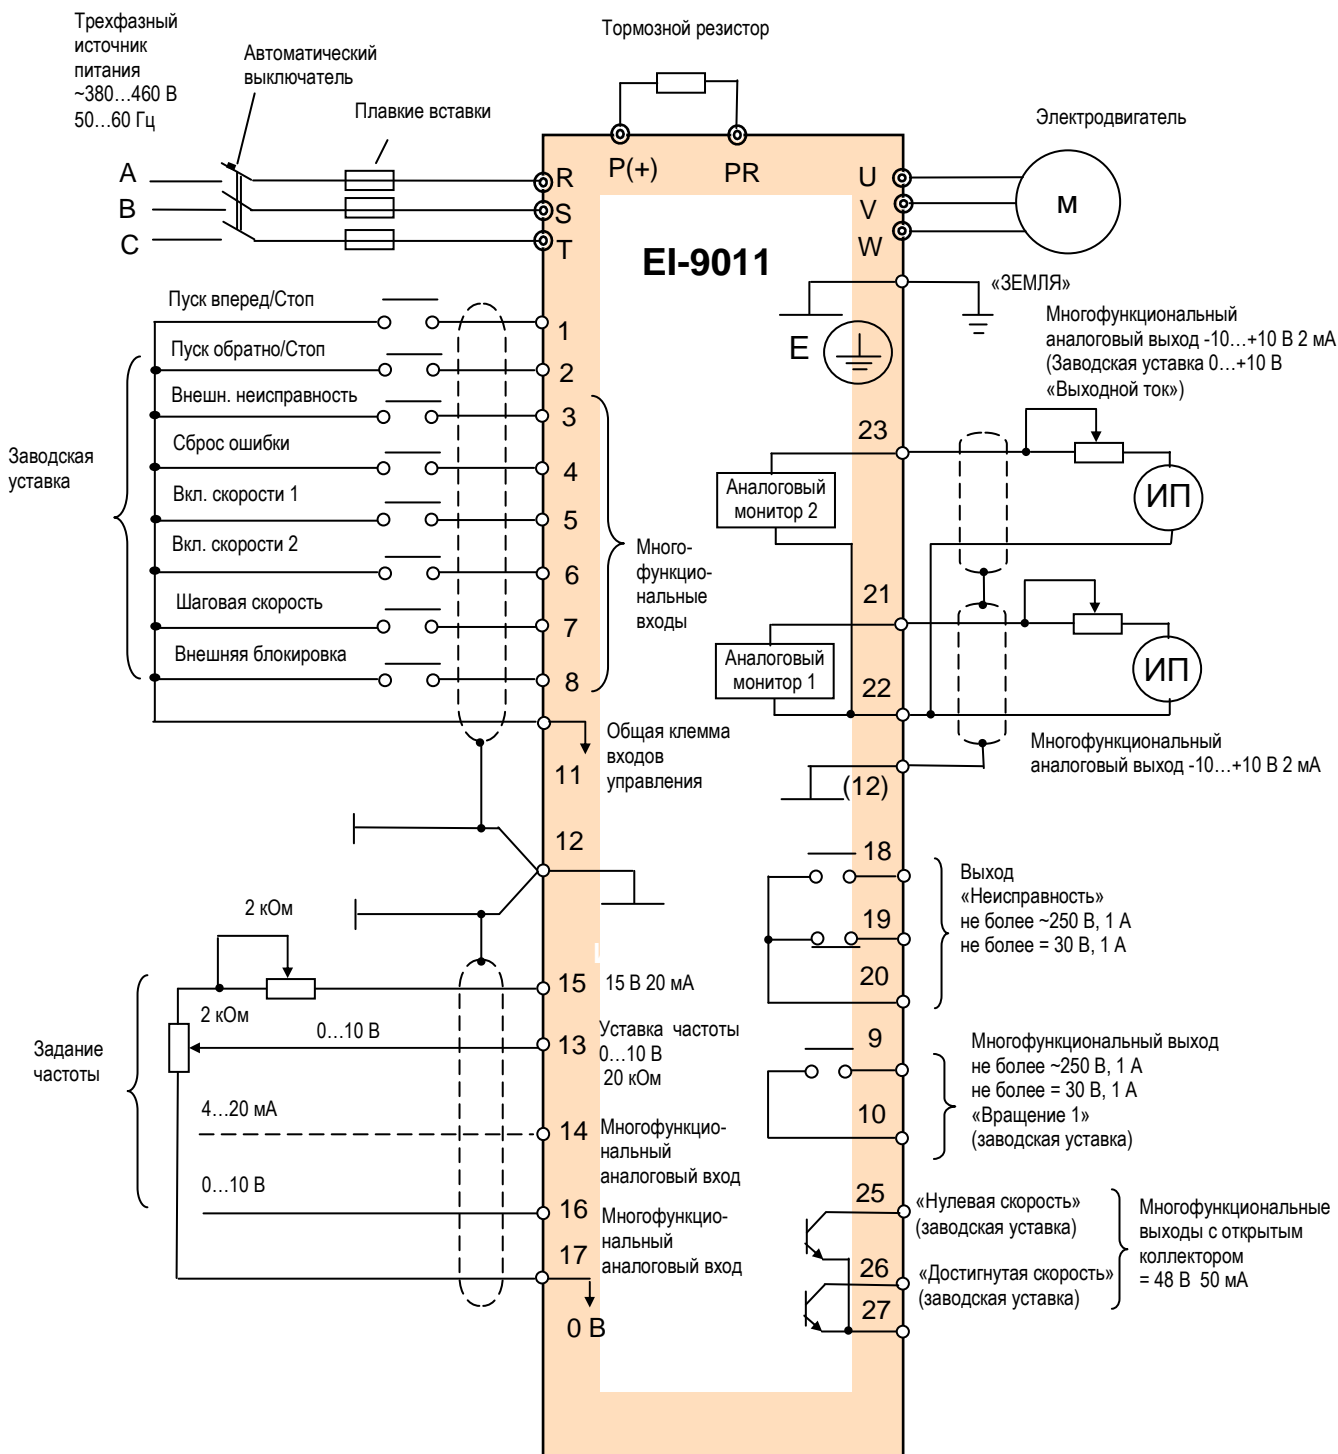 Трехфазный
источник
питания
~380…460 В
50…60 Гц
Автоматический
выключатель
Плавкие вставки
Тормозной резистор
Электродвигатель
A
B
C
R
S
T
P(+)
PR
U
V
W
М
EI-9011
«ЗЕМЛЯ»
E
Пуск вперед/Стоп
1
Пуск обратно/Стоп
2
Внешн. неисправность
3
Сброс ошибки
4
Вкл. скорости 1
5
Вкл. скорости 2
6
Шаговая скорость
7
Внешняя блокировка
8
Заводская
уставка
Много-
функцио-
нальные
входы
11
Общая клемма
входов
управления
12
Многофункциональный
аналоговый выход -10…+10 В 2 мА
(Заводская уставка 0…+10 В
«Выходной ток»)
23
Аналоговый
монитор 2
ИП
21
Аналоговый
монитор 1
22
ИП
Многофункциональный
аналоговый выход -10…+10 В 2 мА
(12)
18
19
20
Выход
«Неисправность»
не более ~250 В, 1 А
не более = 30 В, 1 А
9
10
Многофункциональный выход
не более ~250 В, 1 А
не более = 30 В, 1 А
«Вращение 1»
(заводская уставка)
2 кОм
15
15 В 20 мА
2 кОм
0…10 В
13
Уставка частоты
0…10 В
20 кОм
Задание
частоты
4…20 мА
14
Многофункцио-
нальный
аналоговый вход
0…10 В
16
Многофункцио-
нальный
аналоговый вход
17
0 В
25
«Нулевая скорость»
(заводская уставка)
26
«Достигнутая скорость»
(заводская уставка)
27
Многофункциональные
выходы с открытым
коллектором
= 48 В 50 мА